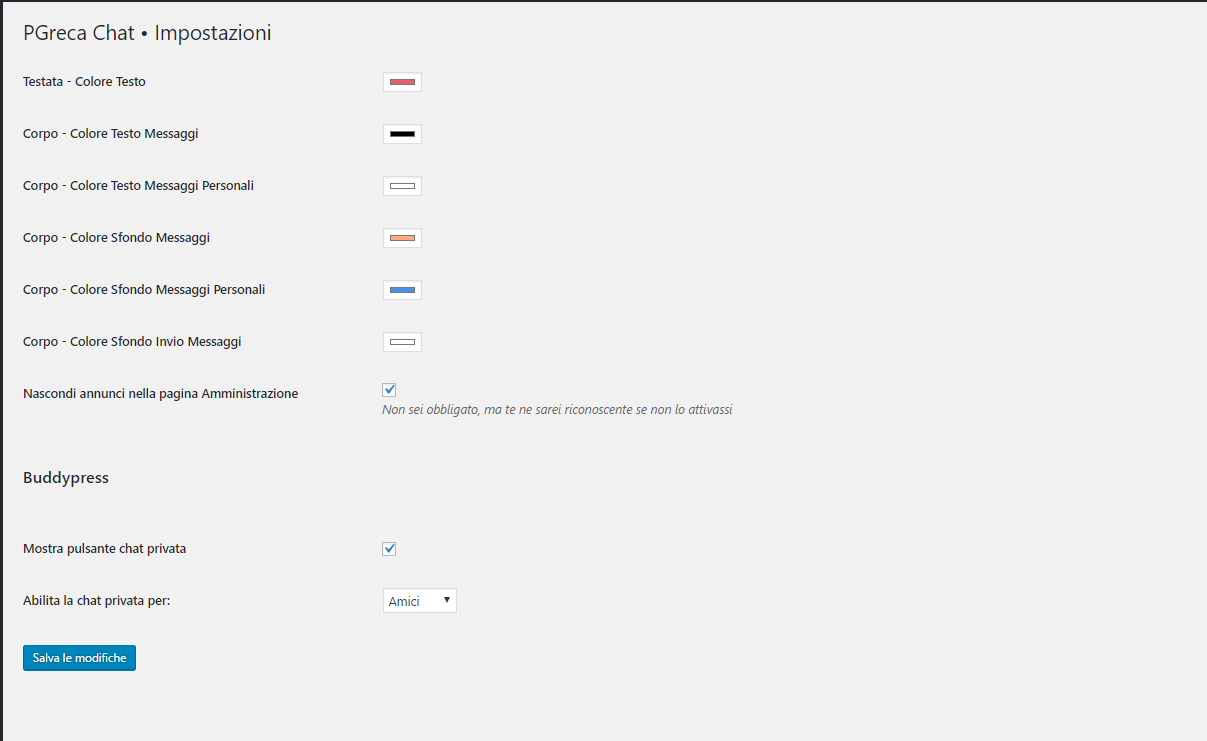 PGreca Chat • Impostazioni
Testata - Colore Testo
Corpo - Colore Testo Messaggi
Corpo - Colore Testo Messaggi Personali
Corpo - Colore Sfondo Messaggi
Corpo - Colore Sfondo Messaggi Personali
Corpo - Colore Sfondo Invio Messaggi
Nascondi annunci nella pagina Amministrazione
Non sei obbligato, ma te ne sarei riconoscente se non lo attivassi
Buddypress
Mostra pulsante chat privata
Abilita la chat privata per:
Amici
Salva le modifiche